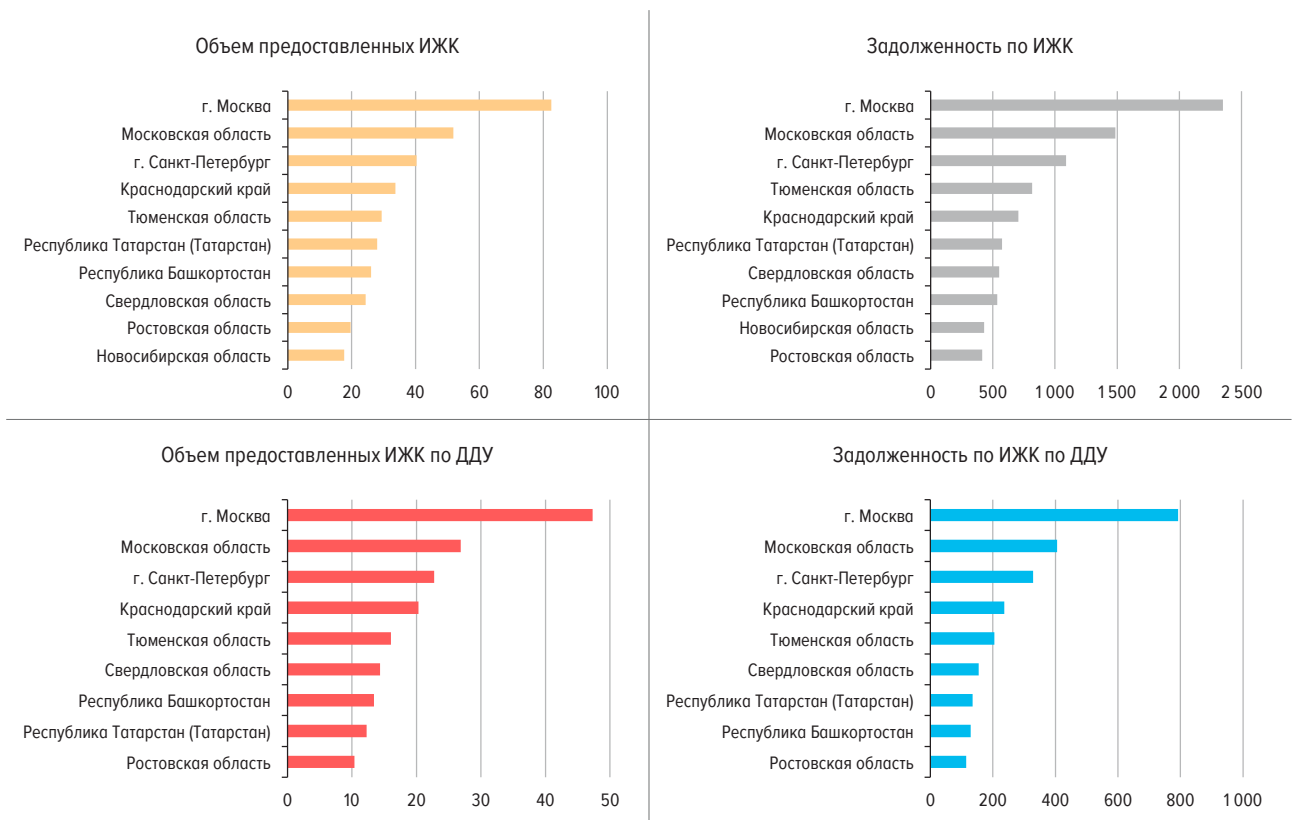 Объем предоставленных ИЖК
г. Москва
Московская область
г. Санкт-Петербург
Краснодарский край
Тюменская область
Республика Татарстан (Татарстан)
Республика Башкортостан
Свердловская область
Ростовская область
Новосибирская область
0 20 40 60 80 100
Задолженность по ИЖК
г. Москва
Московская область
г. Санкт-Петербург
Тюменская область
Краснодарский край
Республика Татарстан (Татарстан)
Свердловская область
Республика Башкортостан
Новосибирская область
Ростовская область
0 500 1 000 1 500 2 000 2 500
Объем предоставленных ИЖК по ДДУ
г. Москва
Московская область
г. Санкт-Петербург
Краснодарский край
Тюменская область
Свердловская область
Республика Башкортостан
Республика Татарстан (Татарстан)
Ростовская область
0 10 20 30 40 50
Задолженность по ИЖК по ДДУ
г. Москва
Московская область
г. Санкт-Петербург
Краснодарский край
Тюменская область
Свердловская область
Республика Татарстан (Татарстан)
Республика Башкортостан
Ростовская область
0 200 400 600 800 1 000